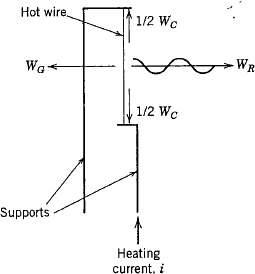 Hot wire
1/2 W_C
W_G
W_R
1/2 W_C
Supports
Heating
current, i